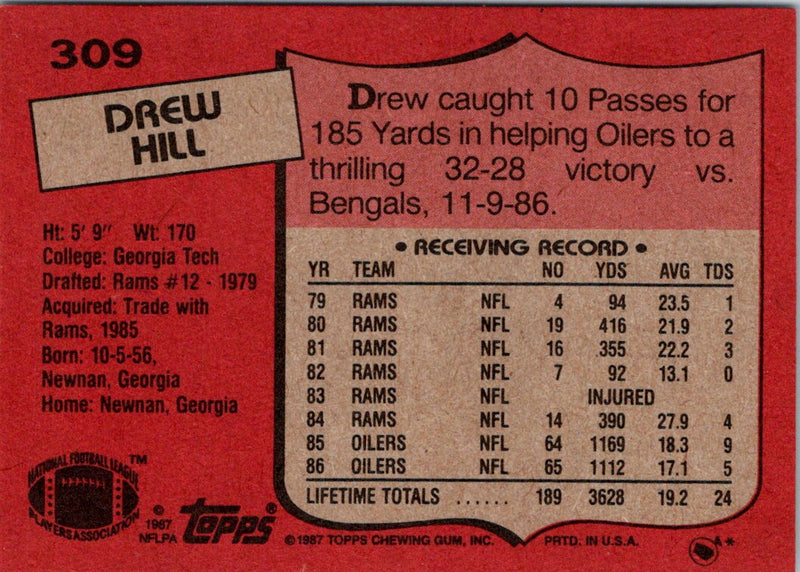 309
DREW
HILL
Ht: 5' 9" Wt: 170
College: Georgia Tech
Drafted: Rams #12 - 1979
Acquired: Trade with
Rams, 1985
Born: 10-5-56,
Newnan, Georgia
Home: Newnan, Georgia
NATIONAL FOOTBALL LEAGUE
PLAYERS ASSOCIATION
TM
© 1987 NFLPA
topps®
Drew caught 10 Passes for
185 Yards in helping Oilers to a
thrilling 32-28 victory vs.
Bengals, 11-9-86.
• RECEIVING RECORD •
YR TEAM NO YDS AVG TDS
79 RAMS NFL 4 94 23.5 1
80 RAMS NFL 19 416 21.9 2
81 RAMS NFL 16 355 22.2 3
82 RAMS NFL 7 92 13.1 0
83 RAMS NFL INJURED
84 RAMS NFL 14 390 27.9 4
85 OILERS NFL 64 1169 18.3 9
86 OILERS NFL 65 1112 17.1 5
LIFETIME TOTALS ...... 189 3628 19.2 24
©1987 TOPPS CHEWING GUM, INC. PRTD. IN U.S.A.
A*